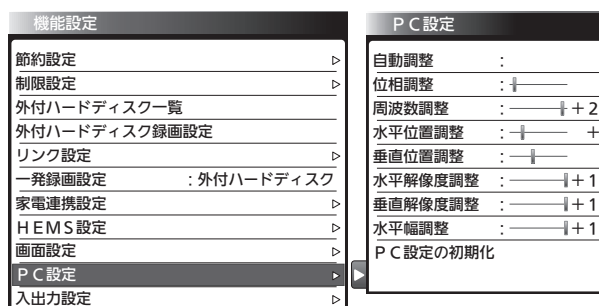 機能設定
節約設定
制限設定
外付ハードディスク一覧
外付ハードディスク録画設定
リンク設定
一発録画設定 : 外付ハードディスク
家電連携設定
HEMS設定
画面設定
PC設定
入出力設定
PC設定
自動調整 :
位相調整 :
周波数調整 : +2
水平位置調整 : +
垂直位置調整 :
水平解像度調整 : +1
垂直解像度調整 : +1
水平幅調整 : +1
PC設定の初期化